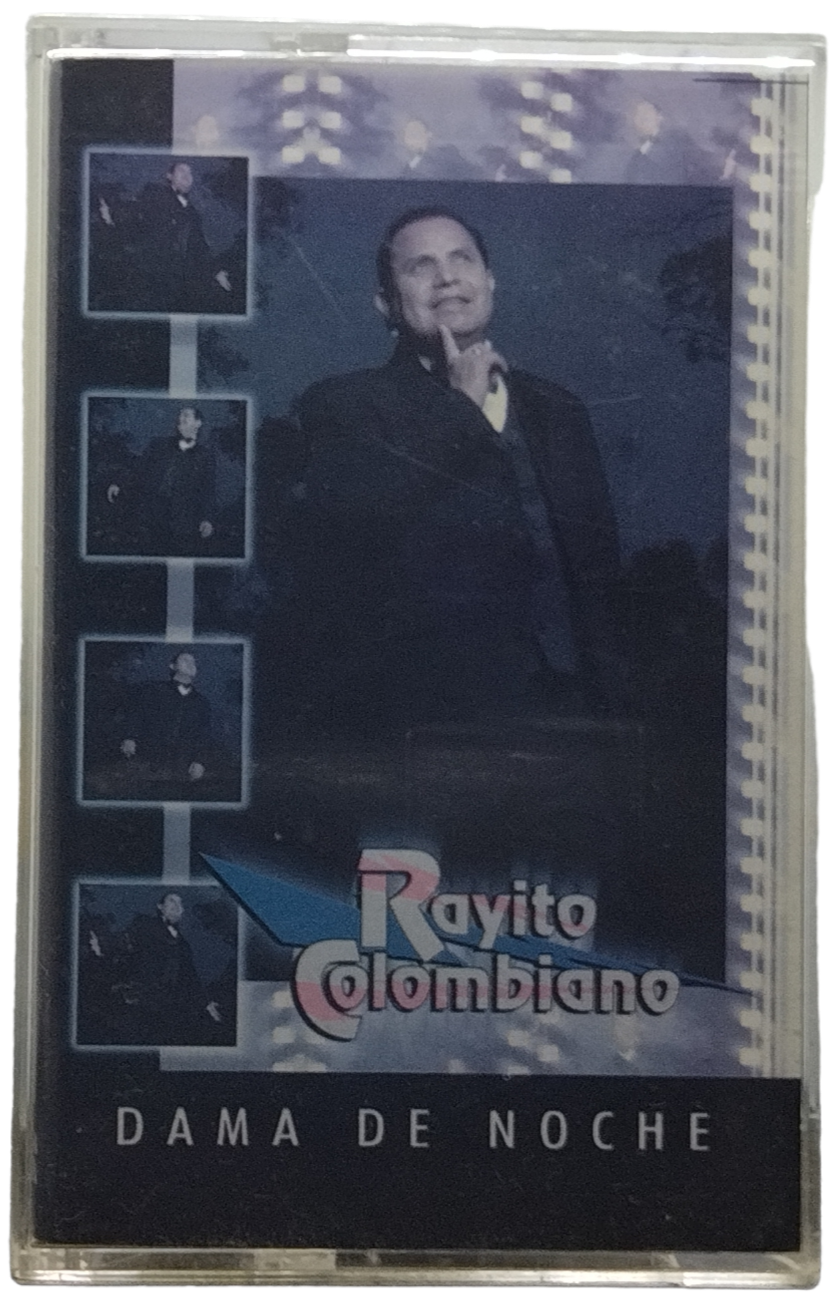 Rayito
Colombiano
DAMA DE NOCHE